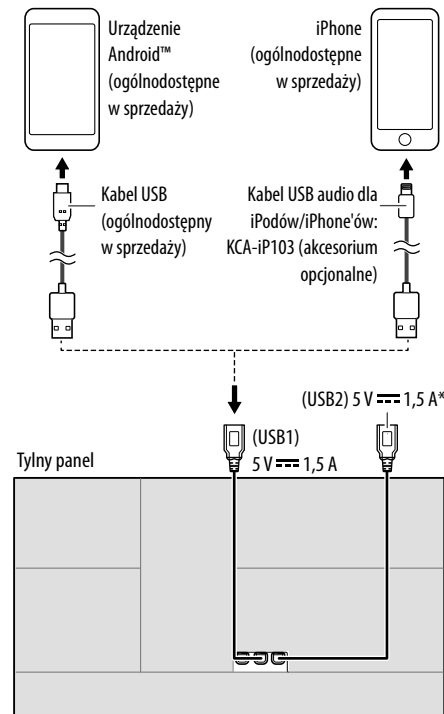 Urządzenie
Android™
(ogólnodostępne
w sprzedaży)
iPhone
(ogólnodostępne
w sprzedaży)
Kabel USB
(ogólnodostępny
w sprzedaży)
Kabel USB audio dla
iPodów/iPhone'ów:
KCA-iP103 (akcesorium
opcjonalne)
(USB2) 5 V ⎓ 1,5 A*
(USB1)
5 V ⎓ 1,5 A
Tylny panel